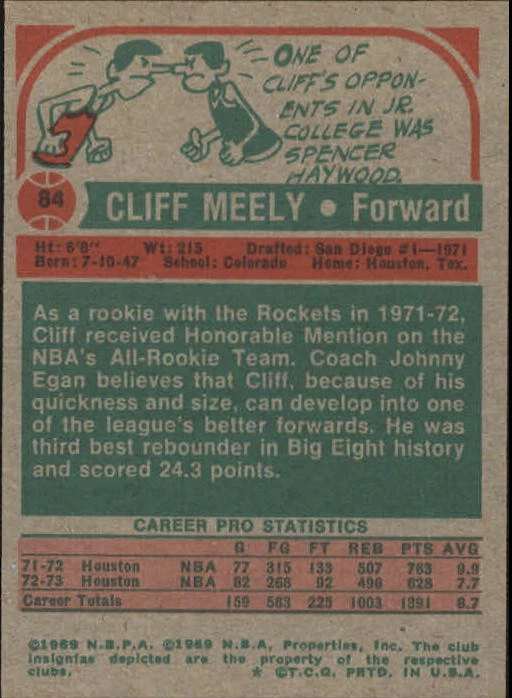 ONE OF
CLIFF'S OPPON-
ENTS IN JR.
COLLEGE WAS
SPENCER
HAYWOOD.
84 CLIFF MEELY • Forward
Ht: 6'8" Wt: 215 Drafted: San Diego #1—1971
Born: 7-10-47 School: Colorado Home: Houston, Tex.
As a rookie with the Rockets in 1971-72,
Cliff received Honorable Mention on the
NBA's All-Rookie Team. Coach Johnny
Egan believes that Cliff, because of his
quickness and size, can develop into one
of the league's better forwards. He was
third best rebounder in Big Eight history
and scored 24.3 points.
CAREER PRO STATISTICS
G FG FT REB PTS AVG
71-72 Houston NBA 77 315 133 507 763 9.9
72-73 Houston NBA 82 268 92 496 628 7.7
Career Totals 159 583 225 1003 1391 8.7
©1969 N.B.P.A. ©1969 N.B.A. Properties, Inc. The club
insignias depicted are the property of the respective
clubs. * ©T.C.G. PRTD. IN U.S.A.